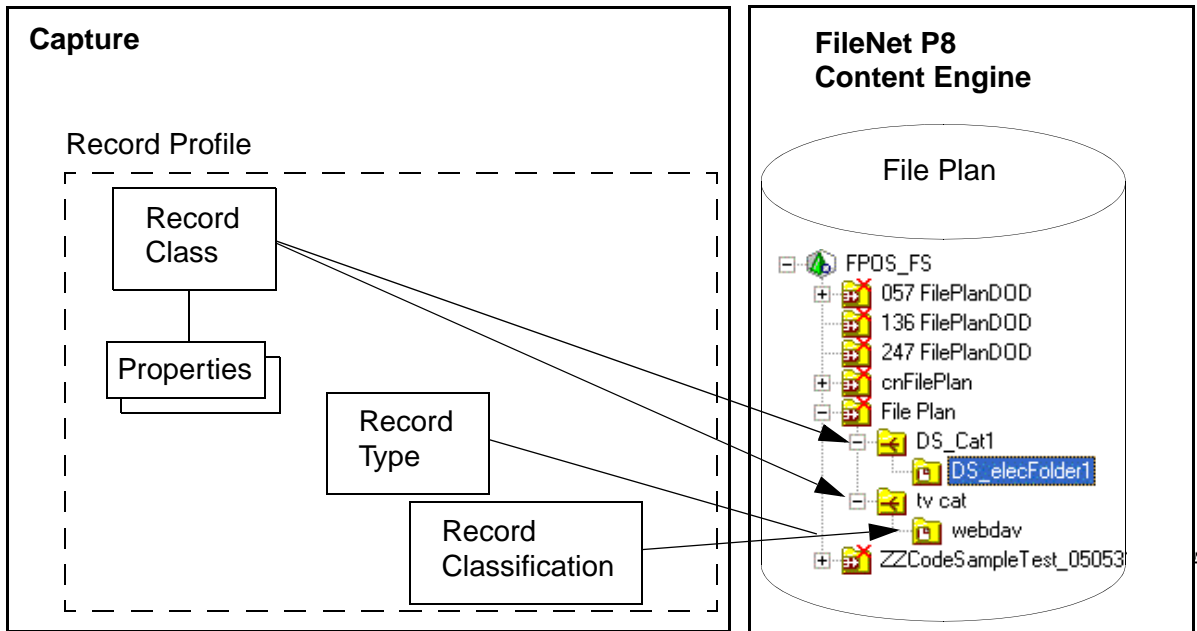 Capture
Record Profile
Record
Class
Properties
Record
Type
Record
Classification
FileNet P8
Content Engine
File Plan
FPOS_FS
057 FilePlanDOD
136 FilePlanDOD
247 FilePlanDOD
cnFilePlan
File Plan
DS_Cat1
DS_elecFolder1
tv cat
webdav
ZZCodeSampleTest_05053